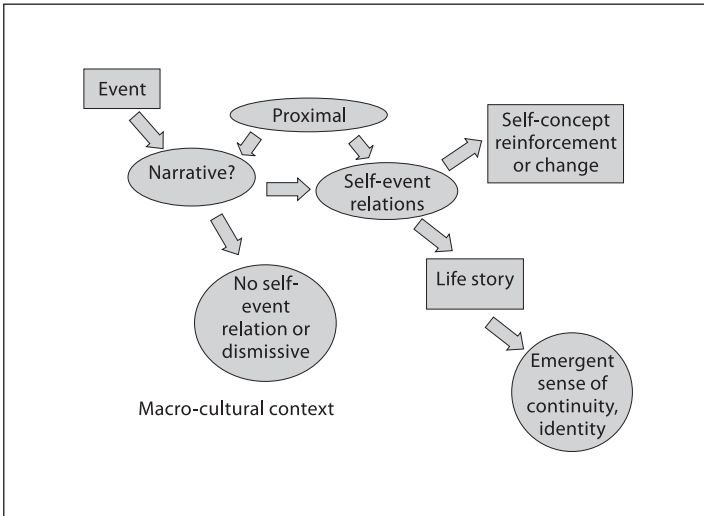 Event
Proximal
Self-concept
reinforcement
or change
Narrative?
Self-event
relations
No self-
event
relation or
dismissive
Life story
Emergent
sense of
continuity,
identity
Macro-cultural context